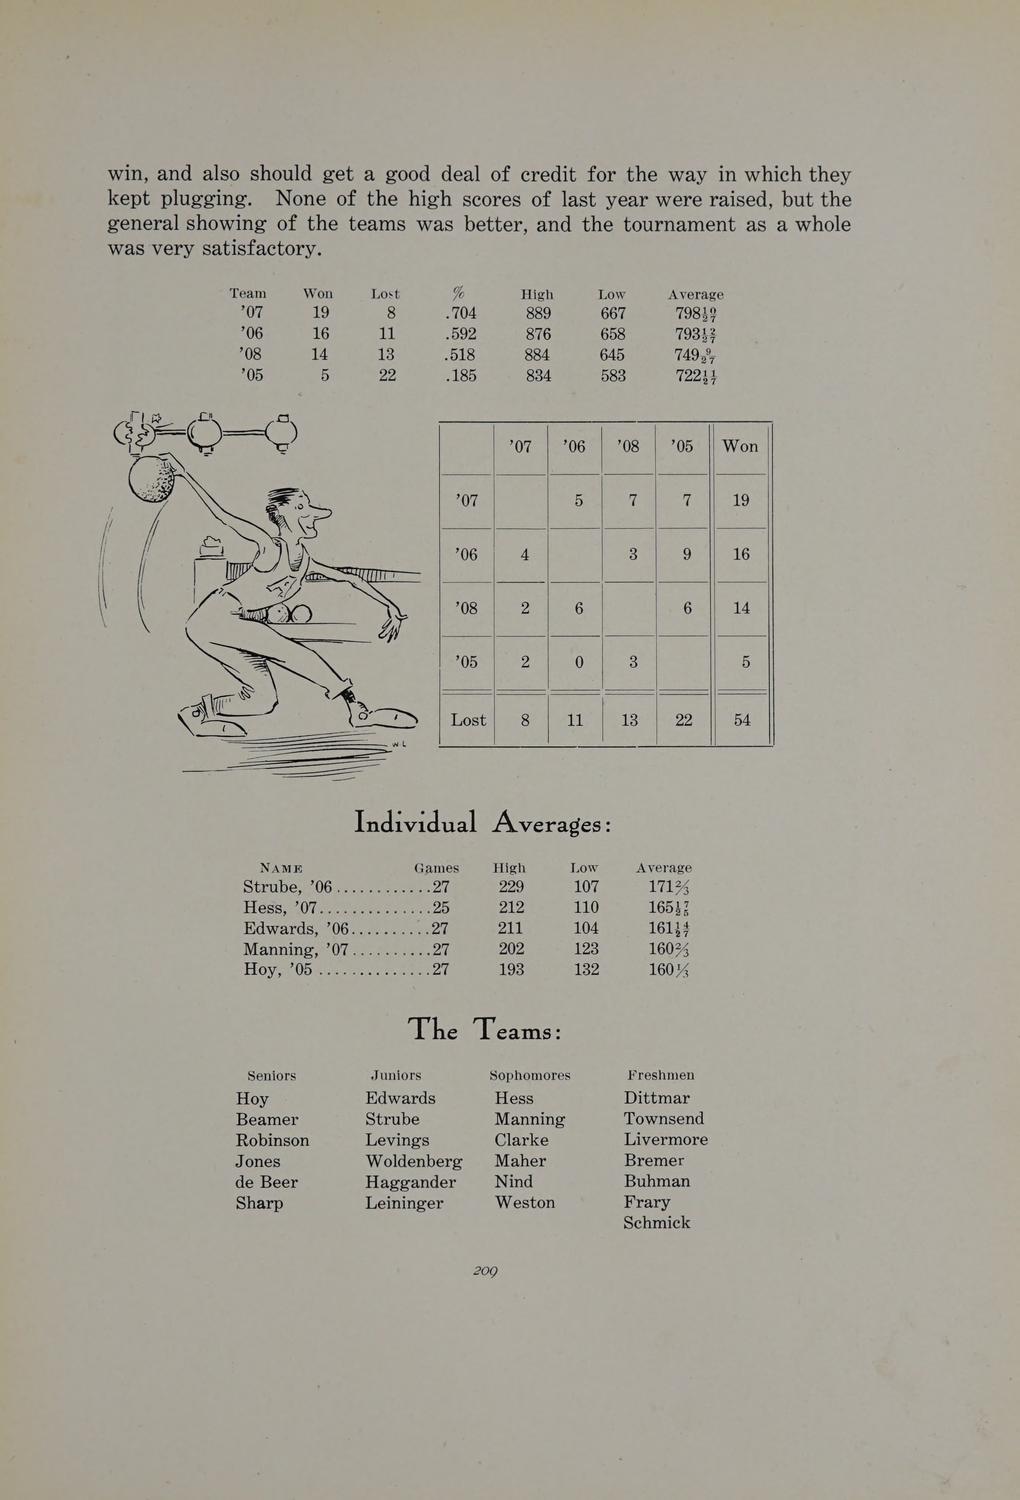 win, and also should get a good deal of credit for the way in which they
kept plugging. None of the high scores of last year were raised, but the
general showing of the teams was better, and the tournament as a whole
was very satisfactory.
Team Won Lost % High Low Average
'07 19 8 .704 889 667 798 19/27
'06 16 11 .592 876 658 793 13/27
'08 14 13 .518 884 645 749 9/27
'05 5 22 .185 834 583 722 11/27
'07 '06 '08 '05 Won
'07 5 7 7 19
'06 4 3 9 16
'08 2 6 6 14
'05 2 0 3 5
Lost 8 11 13 22 54
W L
Individual Averages:
NAME Games High Low Average
Strube, '06............27 229 107 171⅔
Hess, '07..............25 212 110 165 17/25
Edwards, '06..........27 211 104 161 14/27
Manning, '07..........27 202 123 160⅔
Hoy, '05..............27 193 132 160⅓
The Teams:
Seniors Juniors Sophomores Freshmen
Hoy Edwards Hess Dittmar
Beamer Strube Manning Townsend
Robinson Levings Clarke Livermore
Jones Woldenberg Maher Bremer
de Beer Haggander Nind Buhman
Sharp Leininger Weston Frary
Schmick
209